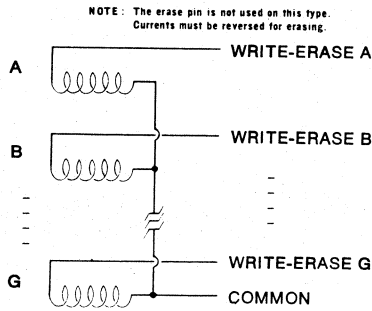 NOTE: The erase pin is not used on this type.
Currents must be reversed for erasing.
A
WRITE-ERASE A
B
WRITE-ERASE B
G
WRITE-ERASE G
COMMON